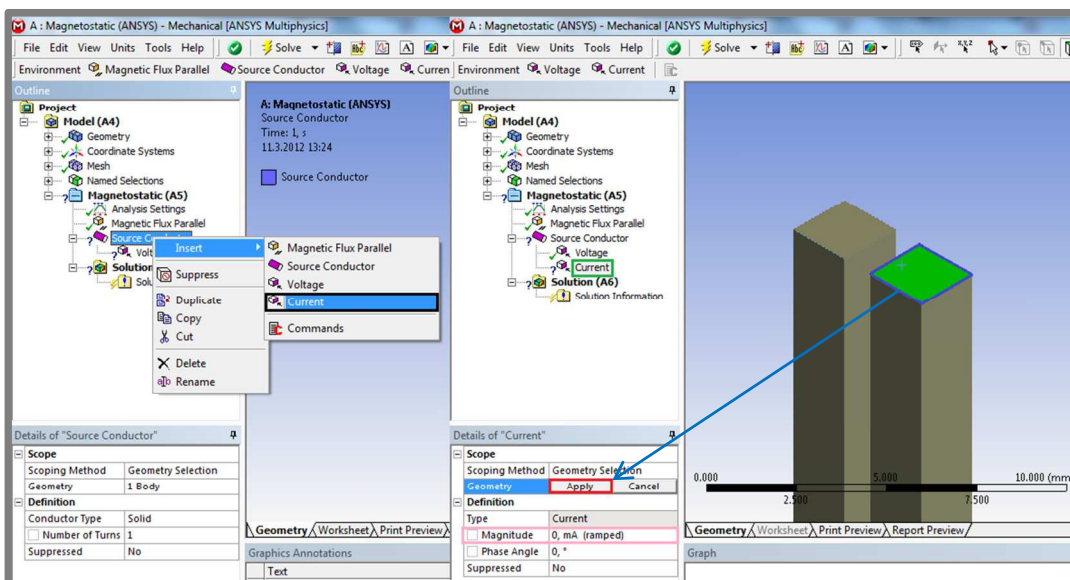 A : Magnetostatic (ANSYS) - Mechanical [ANSYS Multiphysics]
File Edit View Units Tools Help Solve
Environment Magnetic Flux Parallel Source Conductor Voltage Curren
Outline
Project
Model (A4)
Geometry
Coordinate Systems
Mesh
Named Selections
Magnetostatic (A5)
Analysis Settings
Magnetic Flux Parallel
Source Conductor
Volt
Solution
Solu
Insert
Suppress
Duplicate
Copy
Cut
Delete
Rename
Magnetic Flux Parallel
Source Conductor
Voltage
Current
Commands
A: Magnetostatic (ANSYS)
Source Conductor
Time: 1, s
11.3.2012 13:24
Source Conductor
Details of "Source Conductor"
Scope
Scoping Method Geometry Selection
Geometry 1 Body
Definition
Conductor Type Solid
Number of Turns 1
Suppressed No
Geometry Worksheet Print Preview
Graphics Annotations
Text
A : Magnetostatic (ANSYS) - Mechanical [ANSYS Multiphysics]
File Edit View Units Tools Help Solve
Environment Voltage Current
Outline
Project
Model (A4)
Geometry
Coordinate Systems
Mesh
Named Selections
Magnetostatic (A5)
Analysis Settings
Magnetic Flux Parallel
Source Conductor
Voltage
Current
Solution (A6)
Solution Information
Details of "Current"
Scope
Scoping Method Geometry Selection
Geometry Apply Cancel
Definition
Type Current
Magnitude 0, mA (ramped)
Phase Angle 0, °
Suppressed No
0.000 5.000 10.000 (mm
2.500 7.500
Geometry Worksheet Print Preview Report Preview
Graph